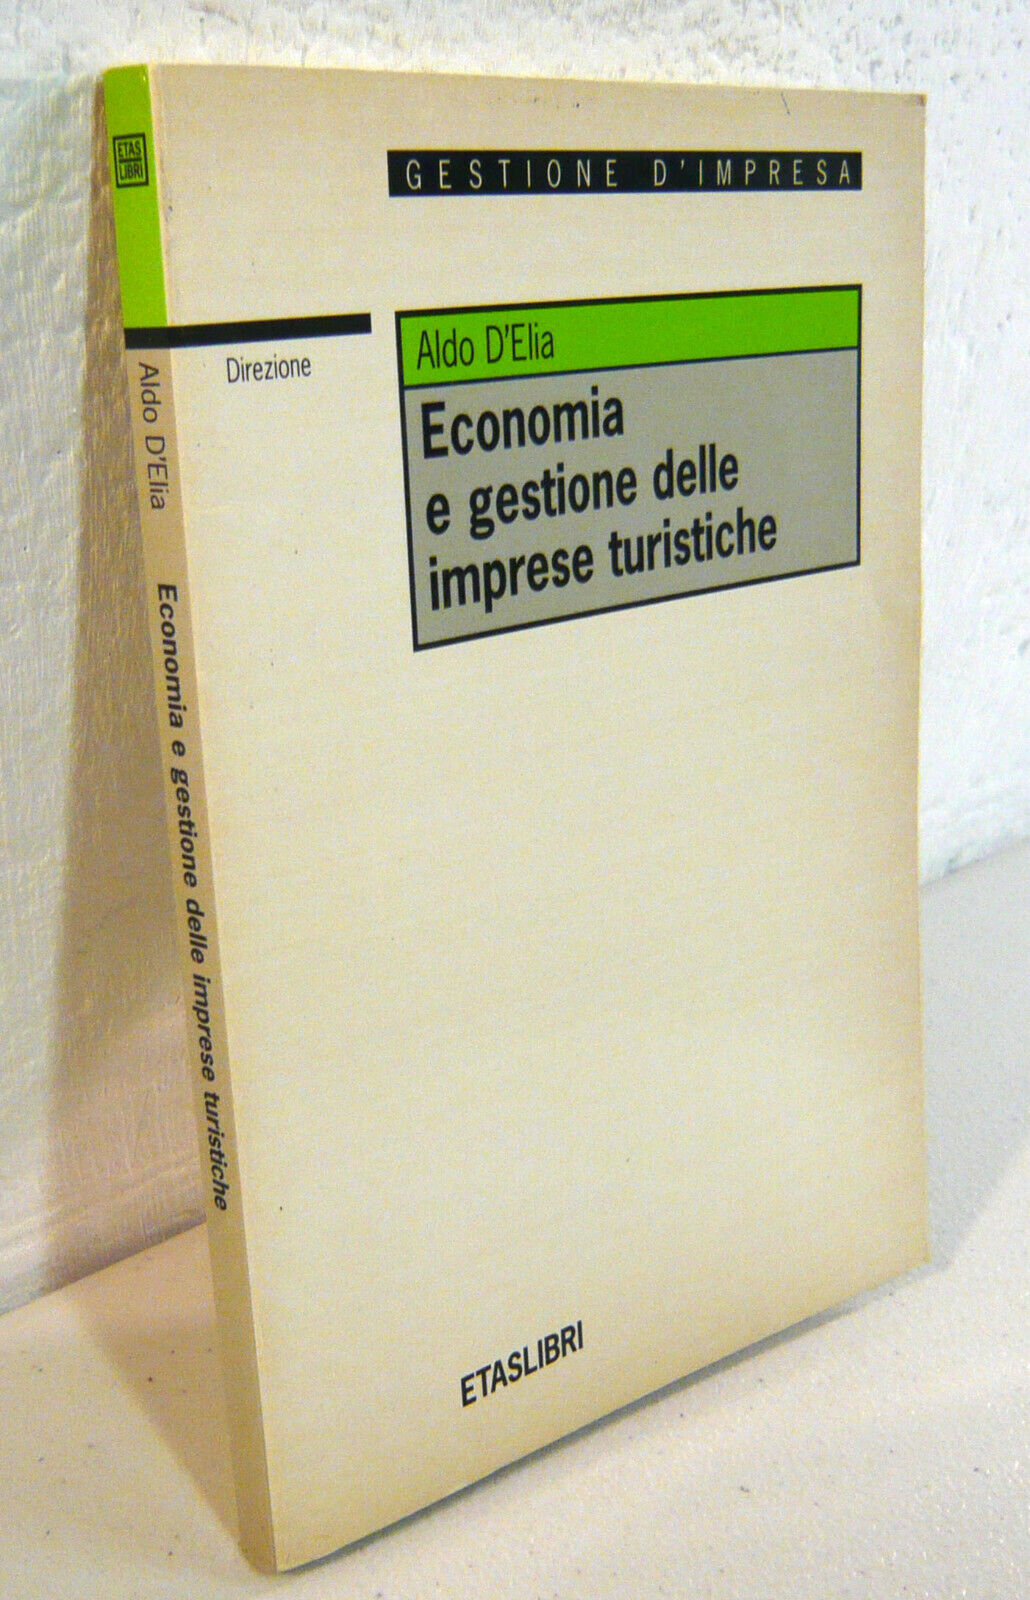 GESTIONE D'IMPRESA
Direzione
Aldo D'Elia
Economia
e gestione delle
imprese turistiche
ETASLIBRI
ETAS
LIBRI
Aldo D'Elia Economia e gestione delle imprese turistiche